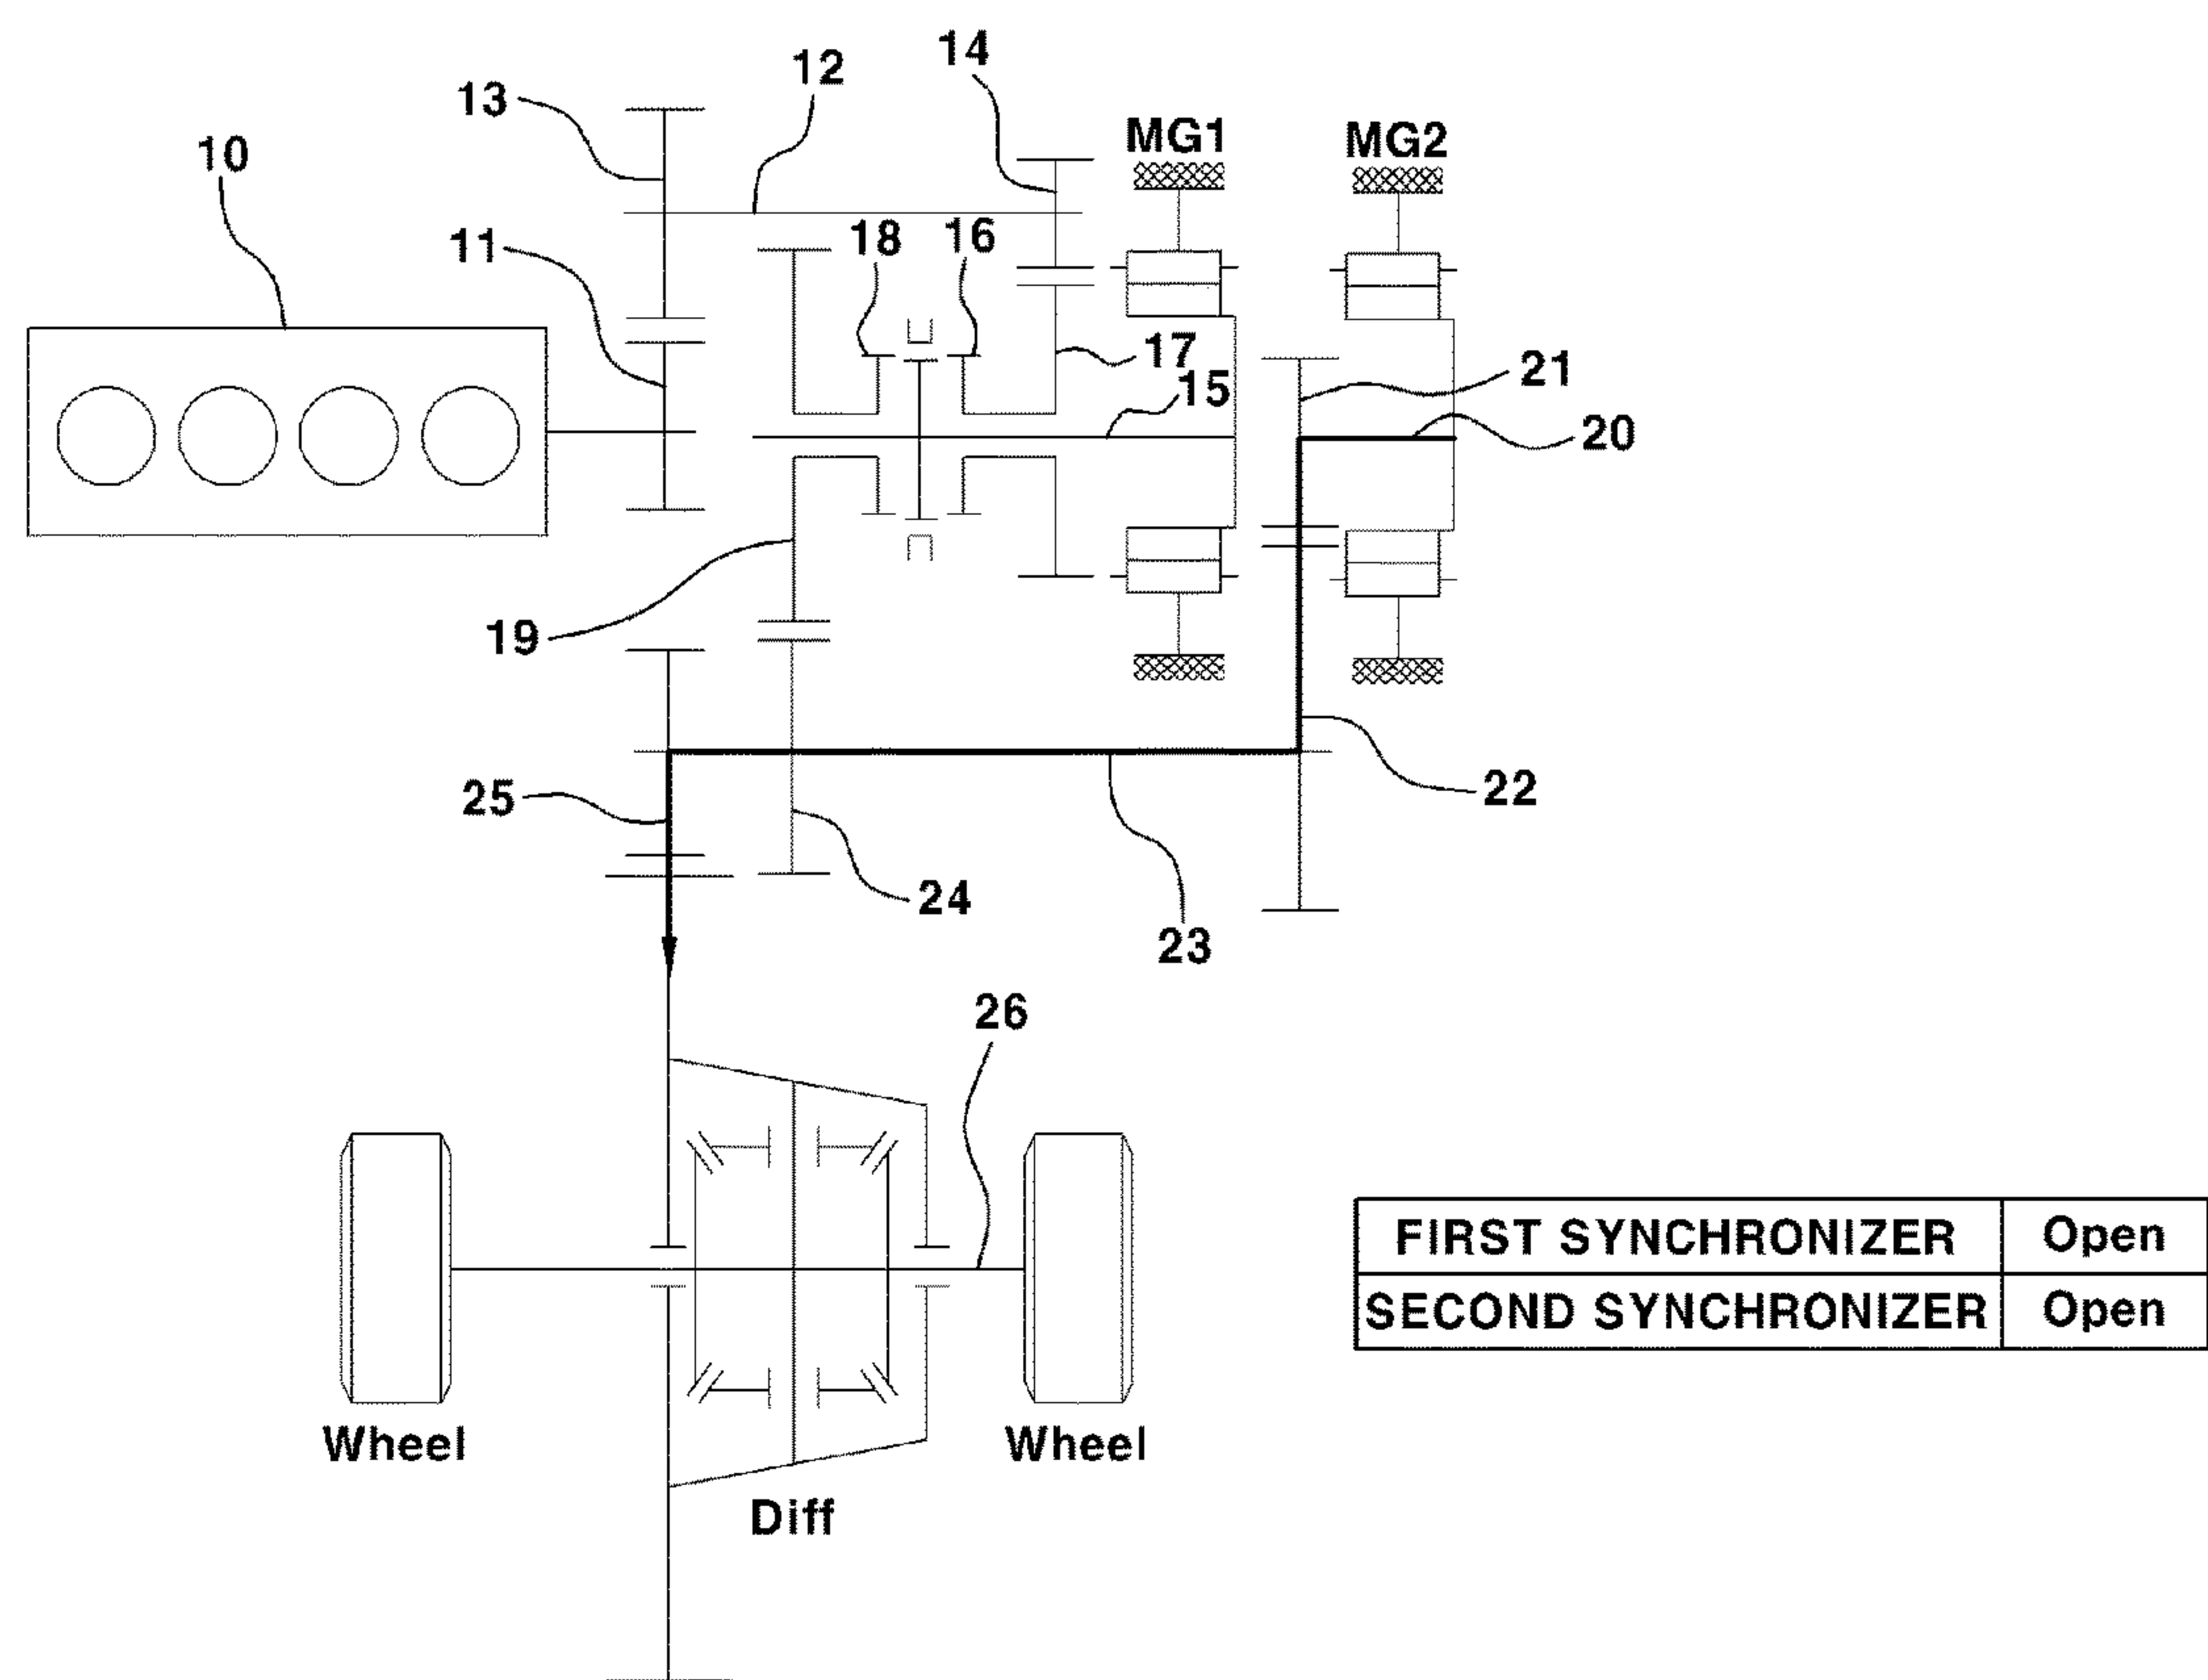 14
12
13
MG1
MG2
10
11
18
16
17
15
21
20
19
25
22
24
23
26
FIRST SYNCHRONIZER Open
SECOND SYNCHRONIZER Open
Wheel
Wheel
Diff